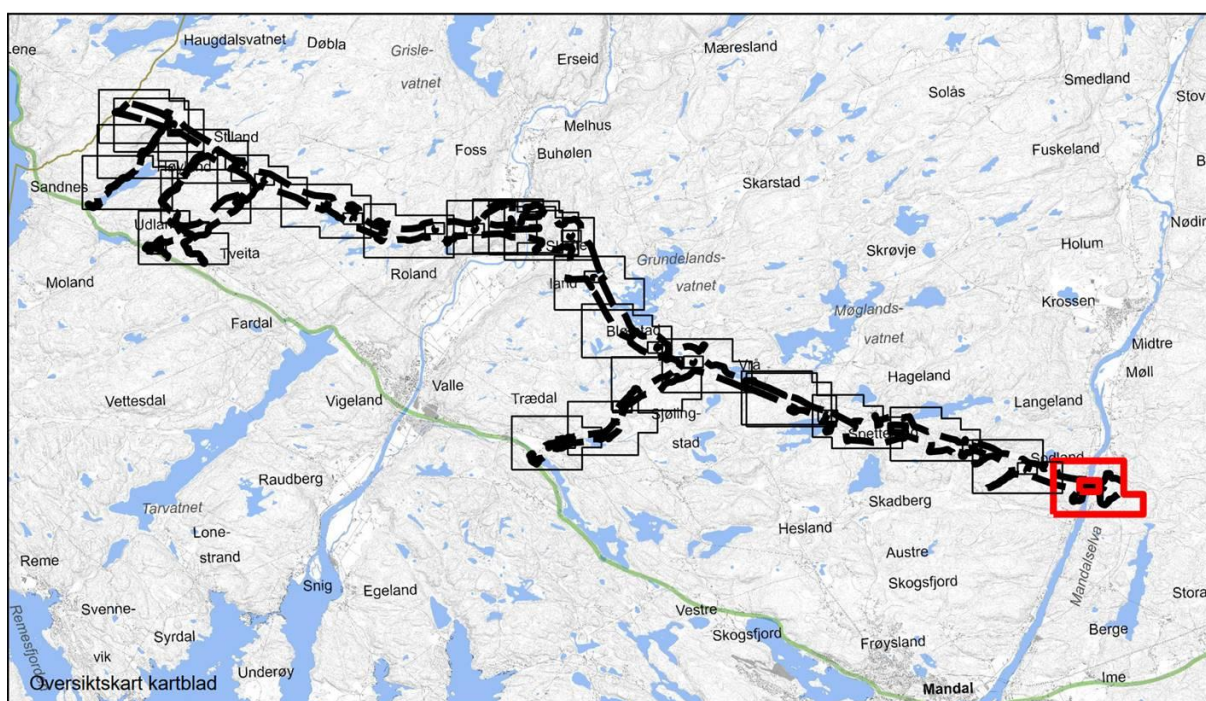 Lene
Haugdalsvatnet
Døbla
Grisle-
vatnet
Erseid
Mæresland
Smedland
Solås
Stov
Melhus
Foss
Buhølen
Fuskeland
B
Skarstad
Sandnes
Nødin
Holum
Tveita
Skrøvje
Moland
Roland
Grundelands-
vatnet
land
Krossen
Møglands-
vatnet
Fardal
Midtre
Møll
Valle
Hageland
Vettesdal
Vigeland
Trædal
Langeland
Sjøling-
stad
Raudberg
Skadberg
Tarvatnet
Lone-
strand
Hesland
Austre
Skogsfjord
Mandalselva
Reme
Snig
Egeland
Stora
Svenne-
vik
Vestre
Skogsfjord
Berge
Remesfjord
Syrdal
Frøysland
Underøy
Ime
Mandal
Oversiktskart kartblad